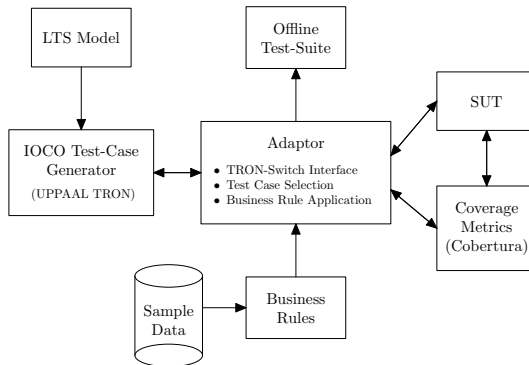 LTS Model
Offline
Test-Suite
IOCO Test-Case
Generator
(UPPAAL TRON)
Adaptor
• TRON-Switch Interface
• Test Case Selection
• Business Rule Application
SUT
Coverage
Metrics
(Cobertura)
Sample
Data
Business
Rules